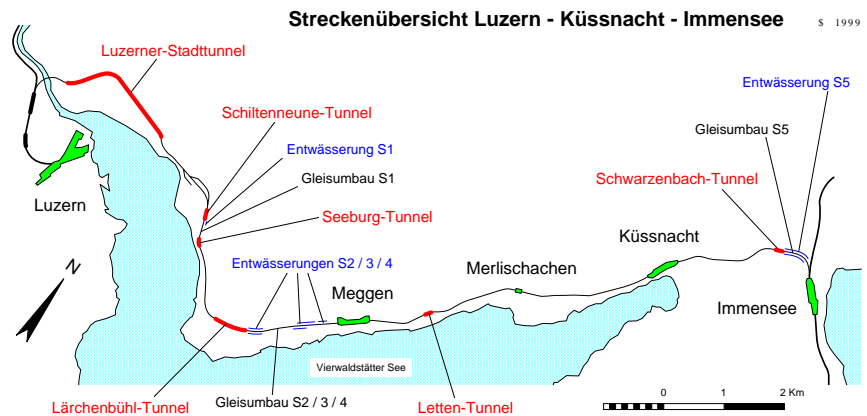 Streckenübersicht Luzern - Küssnacht - Immensee
$ 1999
Luzerner-Stadttunnel
Entwässerung S5
Schiltenneune-Tunnel
Gleisumbau S5
Entwässerung S1
Gleisumbau S1
Schwarzenbach-Tunnel
Luzern
Seeburg-Tunnel
Küssnacht
Entwässerungen S2 / 3 / 4
Merlischachen
N
Meggen
Immensee
Vierwaldstätter See
0 1 2 Km
Lärchenbühl-Tunnel
Gleisumbau S2 / 3 / 4
Letten-Tunnel